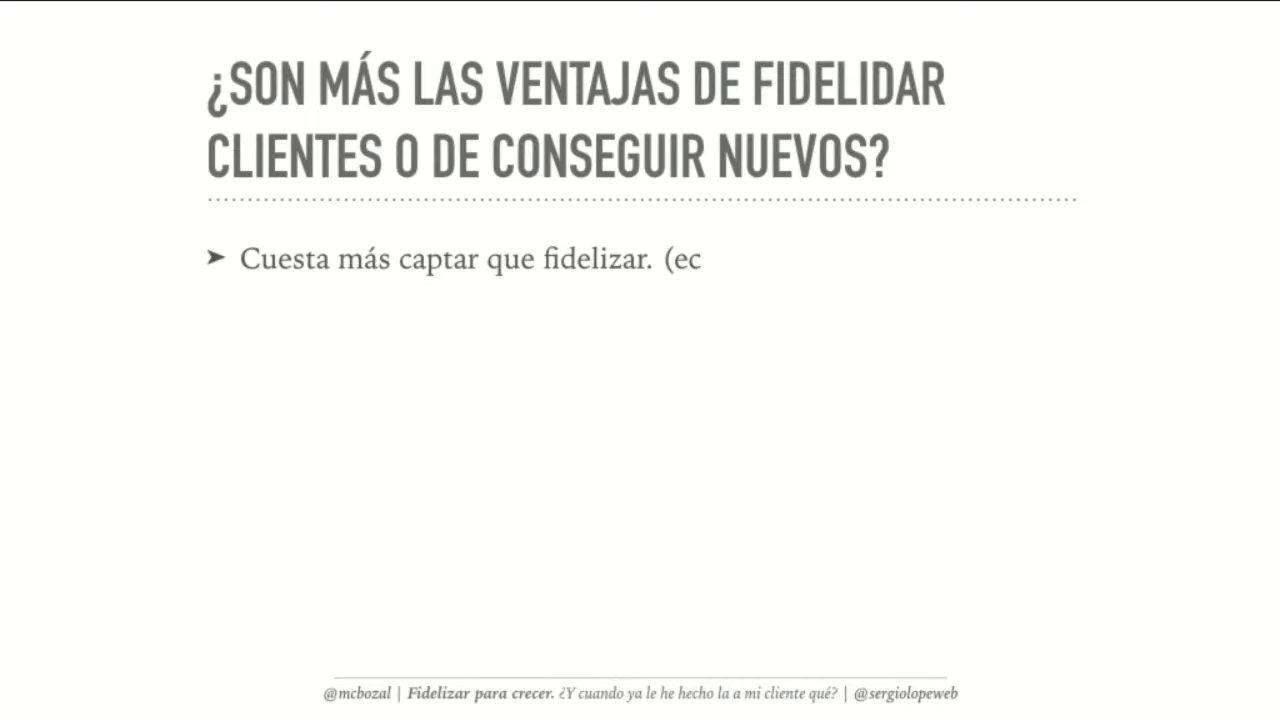 ¿SON MÁS LAS VENTAJAS DE FIDELIDAR
CLIENTES O DE CONSEGUIR NUEVOS?
➤ Cuesta más captar que fidelizar. (ec
@mcbozal | Fidelizar para crecer. ¿Y cuando ya le he hecho la a mi cliente qué? | @sergiolopeweb